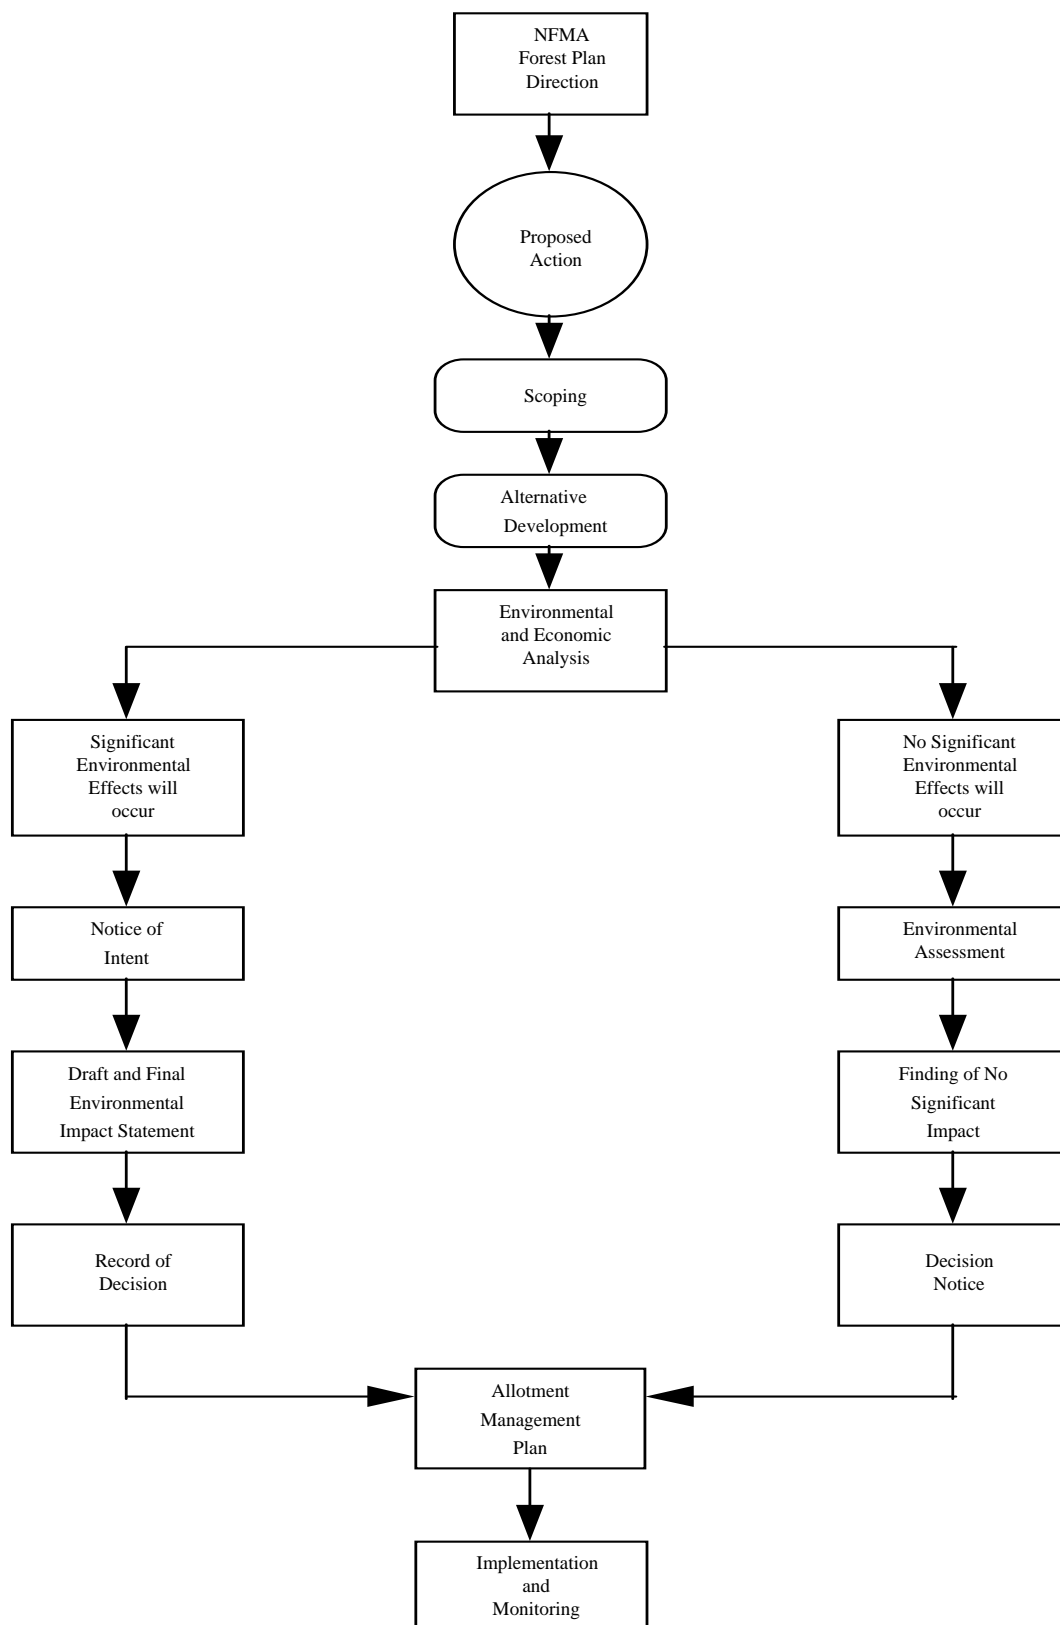 NFMA
Forest Plan
Direction
Proposed
Action
Scoping
Alternative
Development
Environmental
and Economic
Analysis
Significant
Environmental
Effects will
occur
No Significant
Environmental
Effects will
occur
Notice of
Intent
Environmental
Assessment
Draft and Final
Environmental
Impact Statement
Finding of No
Significant
Impact
Record of
Decision
Decision
Notice
Allotment
Management
Plan
Implementation
and
Monitoring